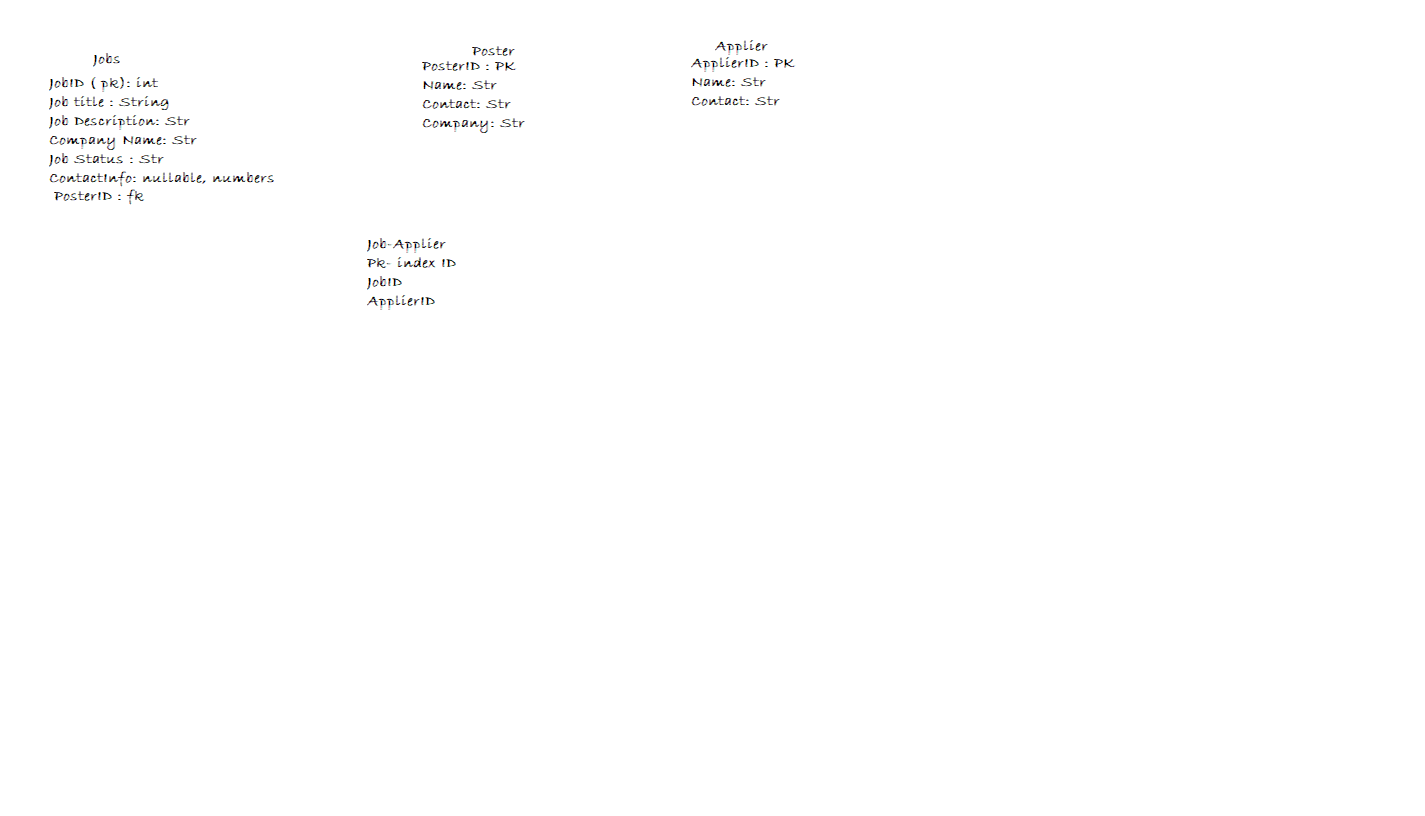 Jobs
JobID ( pk): int
Job title : String
Job Description: Str
Company Name: Str
Job Status : Str
ContactInfo: nullable, numbers
PosterID : fk
Poster
PosterID : PK
Name: Str
Contact: Str
Company: Str
Applier
ApplierID : PK
Name: Str
Contact: Str
Job-Applier
Pk- index ID
JobID
ApplierID